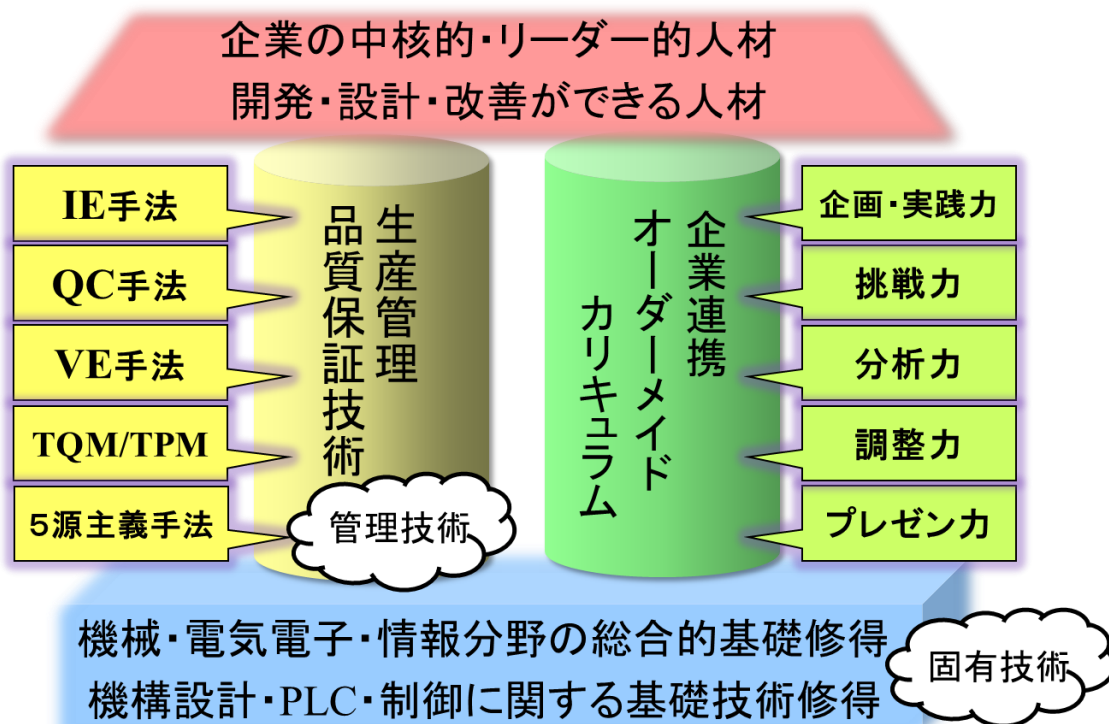 企業の中核的・リーダー的人材
開発・設計・改善ができる人材
IE手法
QC手法
VE手法
TQM/TPM
5源主義手法
生産管理
品質保証技術
管理技術
企業連携
オーダーメイド
カリキュラム
企画・実践力
挑戦力
分析力
調整力
プレゼン力
機械・電気電子・情報分野の総合的基礎修得
機構設計・PLC・制御に関する基礎技術修得
固有技術